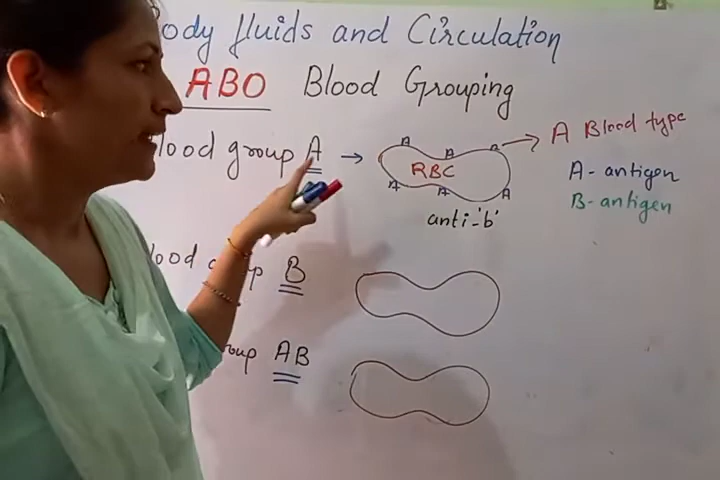 ody fluids and Circulation
ABO Blood Grouping
lood group A → RBC → A Blood type
A A A A A A
A- antigen
B- antigen
anti-'b'
lood B
oup AB